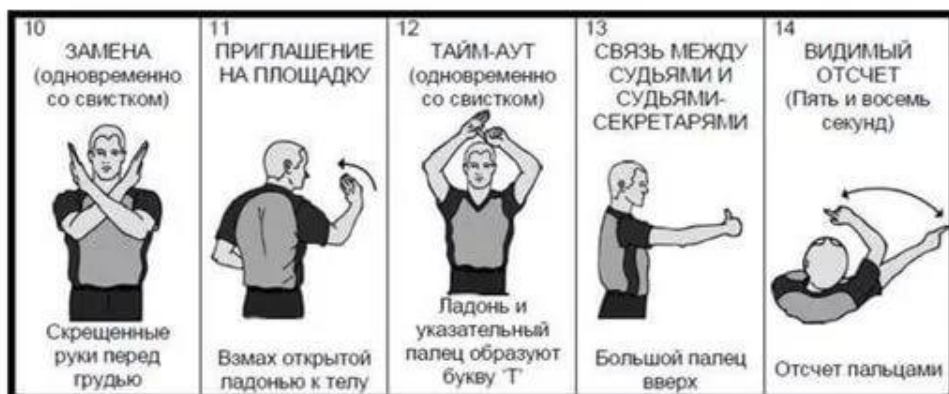 10
ЗАМЕНА
(одновременно
со свистком)
Скрещенные
руки перед
грудью
11
ПРИГЛАШЕНИЕ
НА ПЛОЩАДКУ
Взмах открытой
ладонью к телу
12
ТАЙМ-АУТ
(одновременно
со свистком)
Ладонь и
указательный
палец образуют
букву 'Т'
13
СВЯЗЬ МЕЖДУ
СУДЬЯМИ И
СУДЬЯМИ-
СЕКРЕТАРЯМИ
Большой палец
вверх
14
ВИДИМЫЙ
ОТСЧЕТ
(Пять и восемь
секунд)
Отсчет пальцами